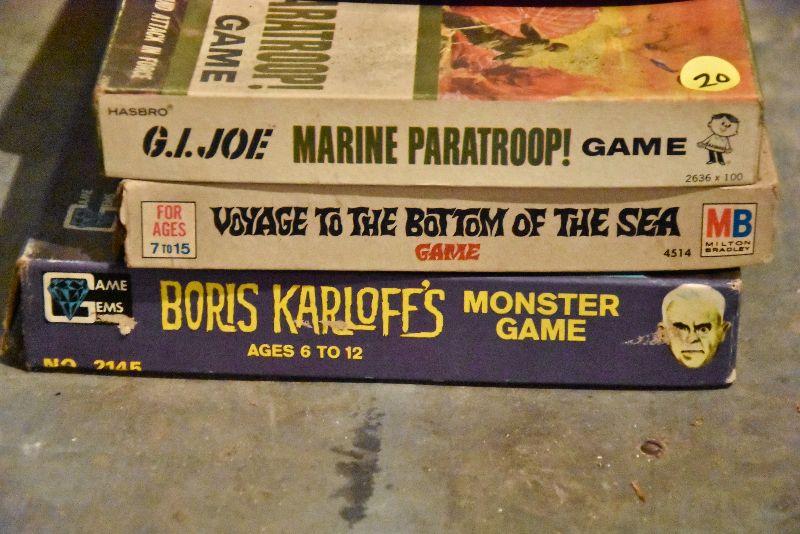 AND ATTACK IN FORCE
PARATROOP!
GAME
20
HASBRO®
G.I. JOE MARINE PARATROOP! GAME
2636 x 100
FOR
AGES
7 TO 15
VOYAGE TO THE BOTTOM OF THE SEA
GAME
4514
MB
MILTON
BRADLEY
GAME
GEMS
BORIS KARLOFF'S
MONSTER
GAME
AGES 6 TO 12
NO. 2145